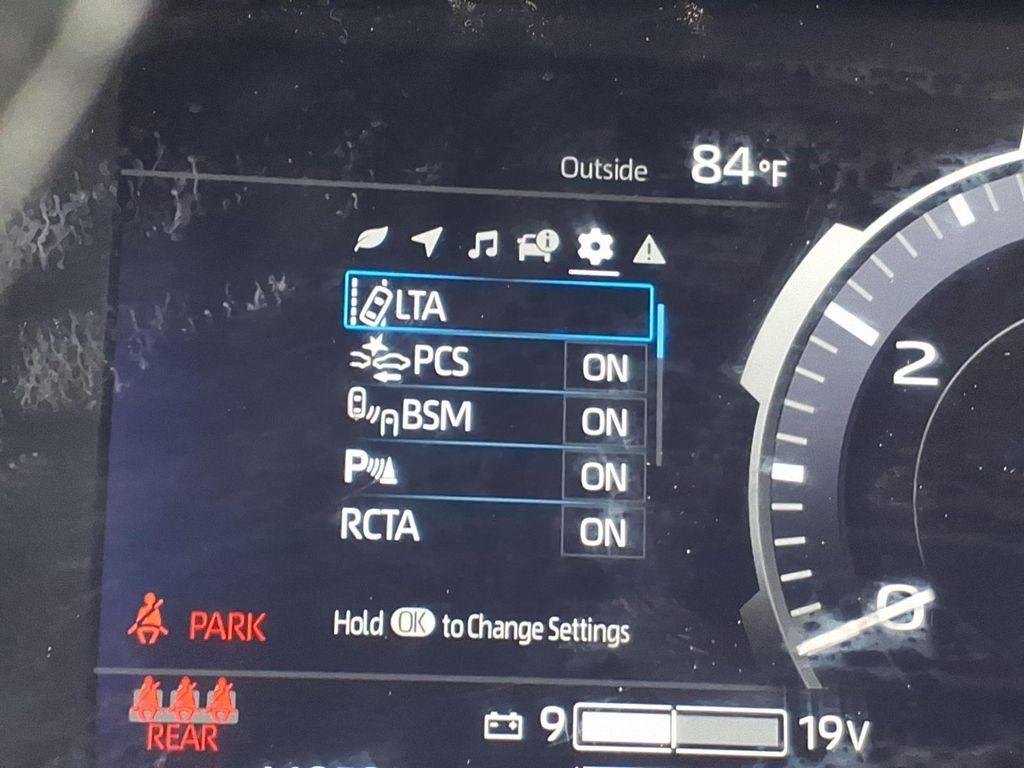 Outside 84°F
LTA
PCS ON
BSM ON
P ON
RCTA ON
2
0
PARK Hold OK to Change Settings
REAR
9 19V